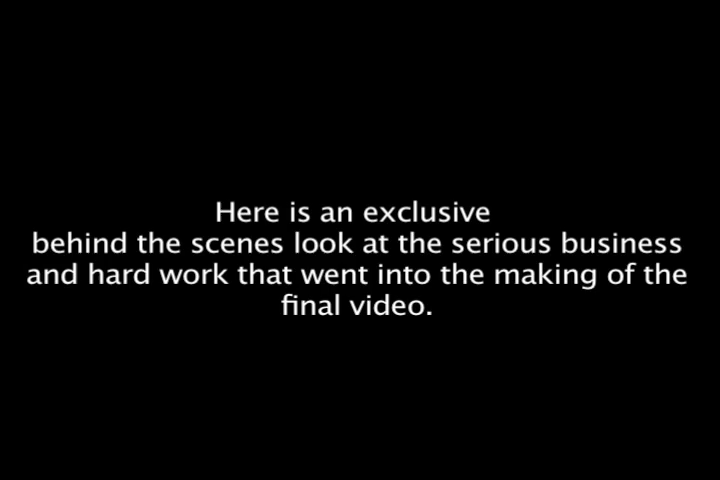 Here is an exclusive
behind the scenes look at the serious business
and hard work that went into the making of the
final video.